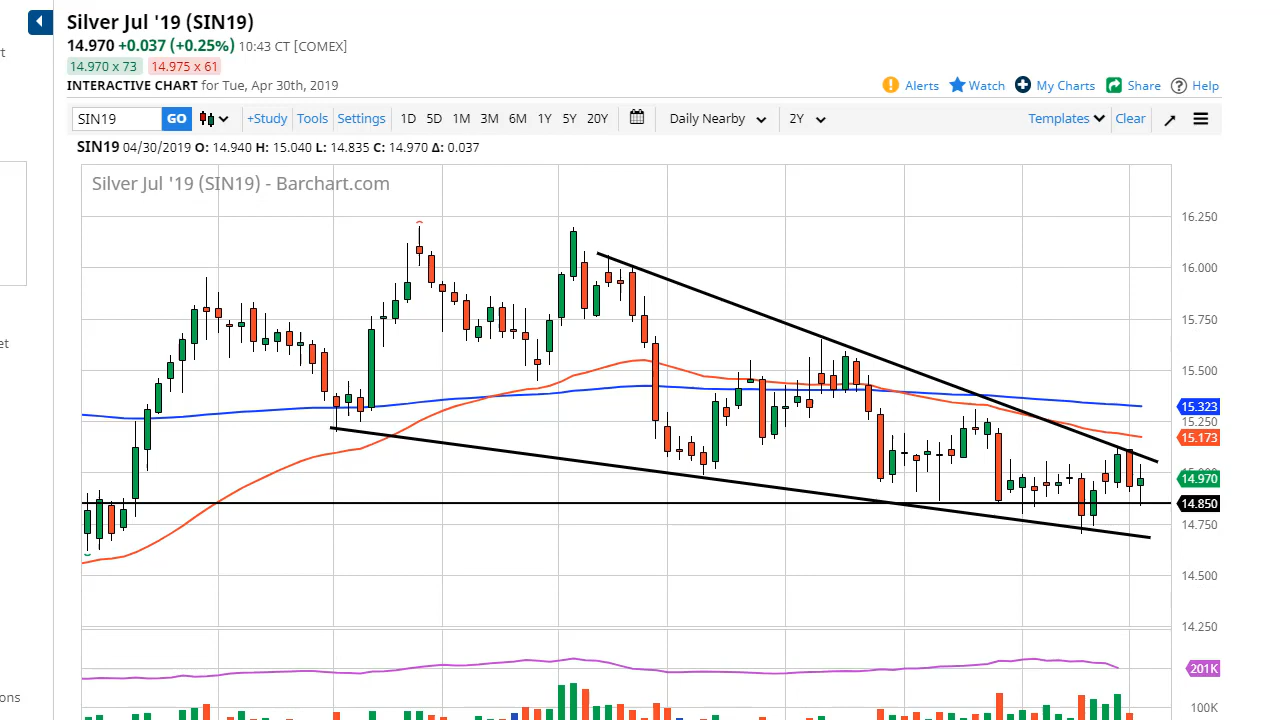 Silver Jul '19 (SIN19)
14.970 +0.037 (+0.25%) 10:43 CT [COMEX]
14.970 x 73 14.975 x 61
INTERACTIVE CHART for Tue, Apr 30th, 2019
Alerts Watch My Charts Share Help
SIN19 GO +Study Tools Settings 1D 5D 1M 3M 6M 1Y 5Y 20Y Daily Nearby 2Y Templates Clear
SIN19 04/30/2019 O: 14.940 H: 15.040 L: 14.835 C: 14.970 Δ: 0.037
Silver Jul '19 (SIN19) - Barchart.com
16.250
16.000
15.750
15.500
15.323
15.250
15.173
14.970
14.850
14.750
14.500
14.250
201K
ons
100K